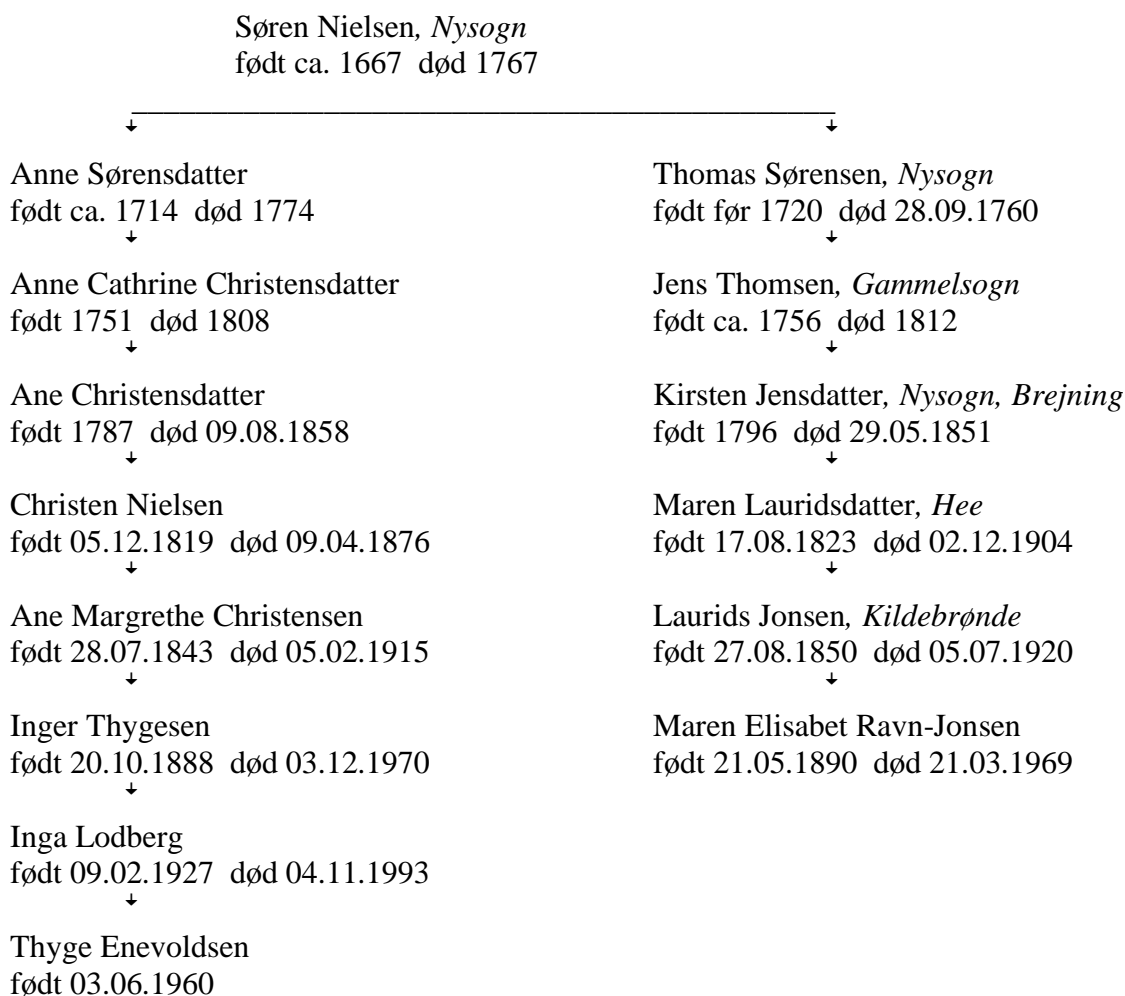 Søren Nielsen, Nysogn
født ca. 1667 død 1767
Anne Sørensdatter
født ca. 1714 død 1774
Anne Cathrine Christensdatter
født 1751 død 1808
Ane Christensdatter
født 1787 død 09.08.1858
Christen Nielsen
født 05.12.1819 død 09.04.1876
Ane Margrethe Christensen
født 28.07.1843 død 05.02.1915
Inger Thygesen
født 20.10.1888 død 03.12.1970
Inga Lodberg
født 09.02.1927 død 04.11.1993
Thyge Enevoldsen
født 03.06.1960
Thomas Sørensen, Nysogn
født før 1720 død 28.09.1760
Jens Thomsen, Gammelsogn
født ca. 1756 død 1812
Kirsten Jensdatter, Nysogn, Brejning
født 1796 død 29.05.1851
Maren Lauridsdatter, Hee
født 17.08.1823 død 02.12.1904
Laurids Jonsen, Kildebrønde
født 27.08.1850 død 05.07.1920
Maren Elisabet Ravn-Jonsen
født 21.05.1890 død 21.03.1969